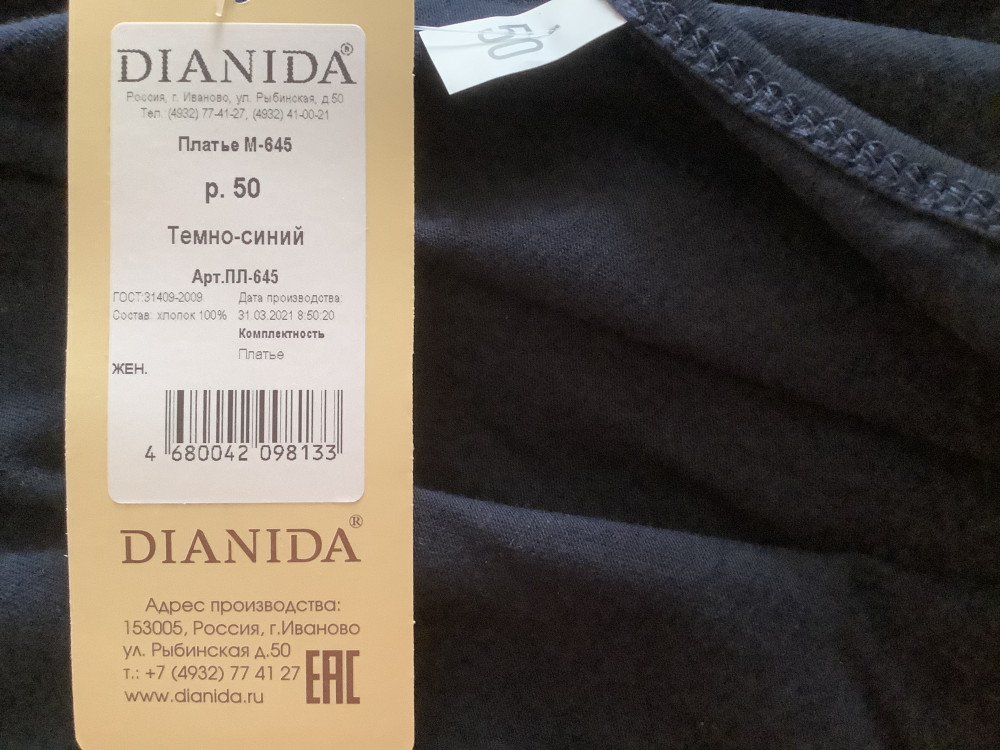 DIANIDA®
Россия, г. Иваново, ул. Рыбинская, д.50
Тел. (4932) 77-41-27, (4932) 41-00-21
Платье М-645
р. 50
Темно-синий
Арт.ПЛ-645
ГОСТ:31409-2009 Дата производства:
Состав: хлопок 100% 31.03.2021 8:50:20
Комплектность
Платье
ЖЕН.
4 680042 098133
DIANIDA®
Адрес производства:
153005, Россия, г.Иваново
ул. Рыбинская д.50
т.: +7 (4932) 77 41 27
www.dianida.ru
EAC
50